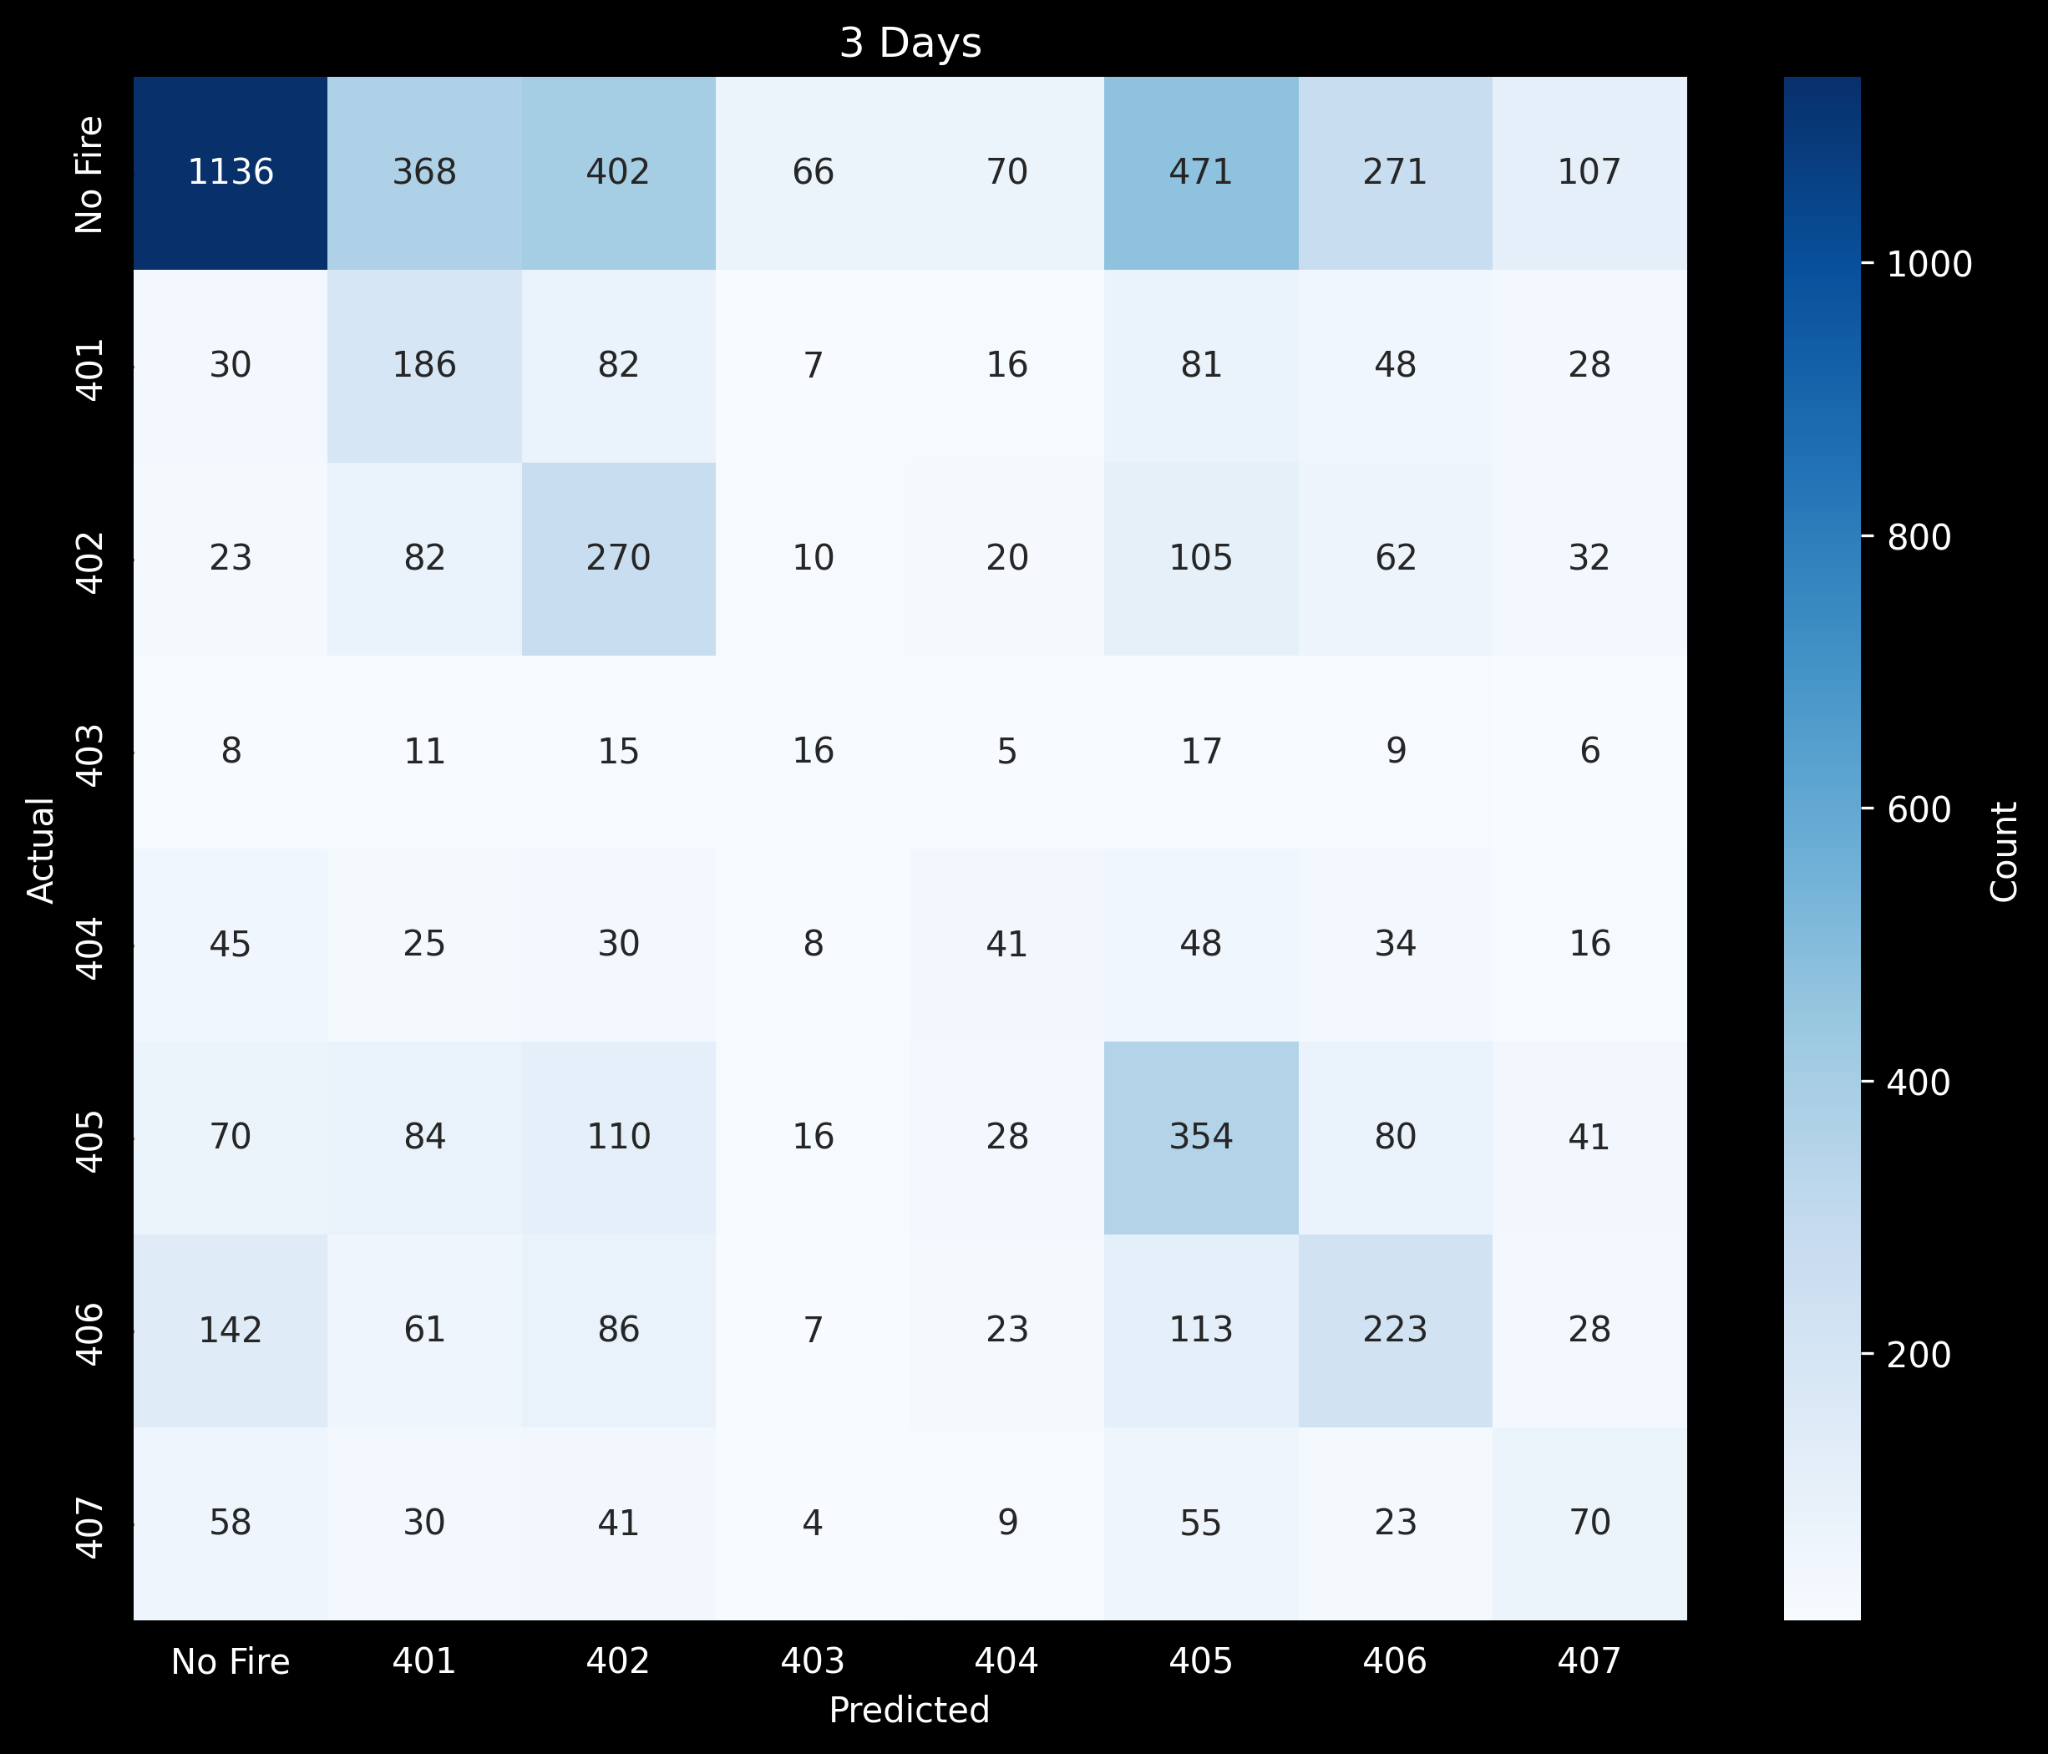 3 Days
No Fire 1136 368 402 66 70 471 271 107
401 30 186 82 7 16 81 48 28
402 23 82 270 10 20 105 62 32
403 8 11 15 16 5 17 9 6
404 45 25 30 8 41 48 34 16
405 70 84 110 16 28 354 80 41
406 142 61 86 7 23 113 223 28
407 58 30 41 4 9 55 23 70
No Fire 401 402 403 404 405 406 407
Predicted
Actual
1000
800
600
400
200
Count